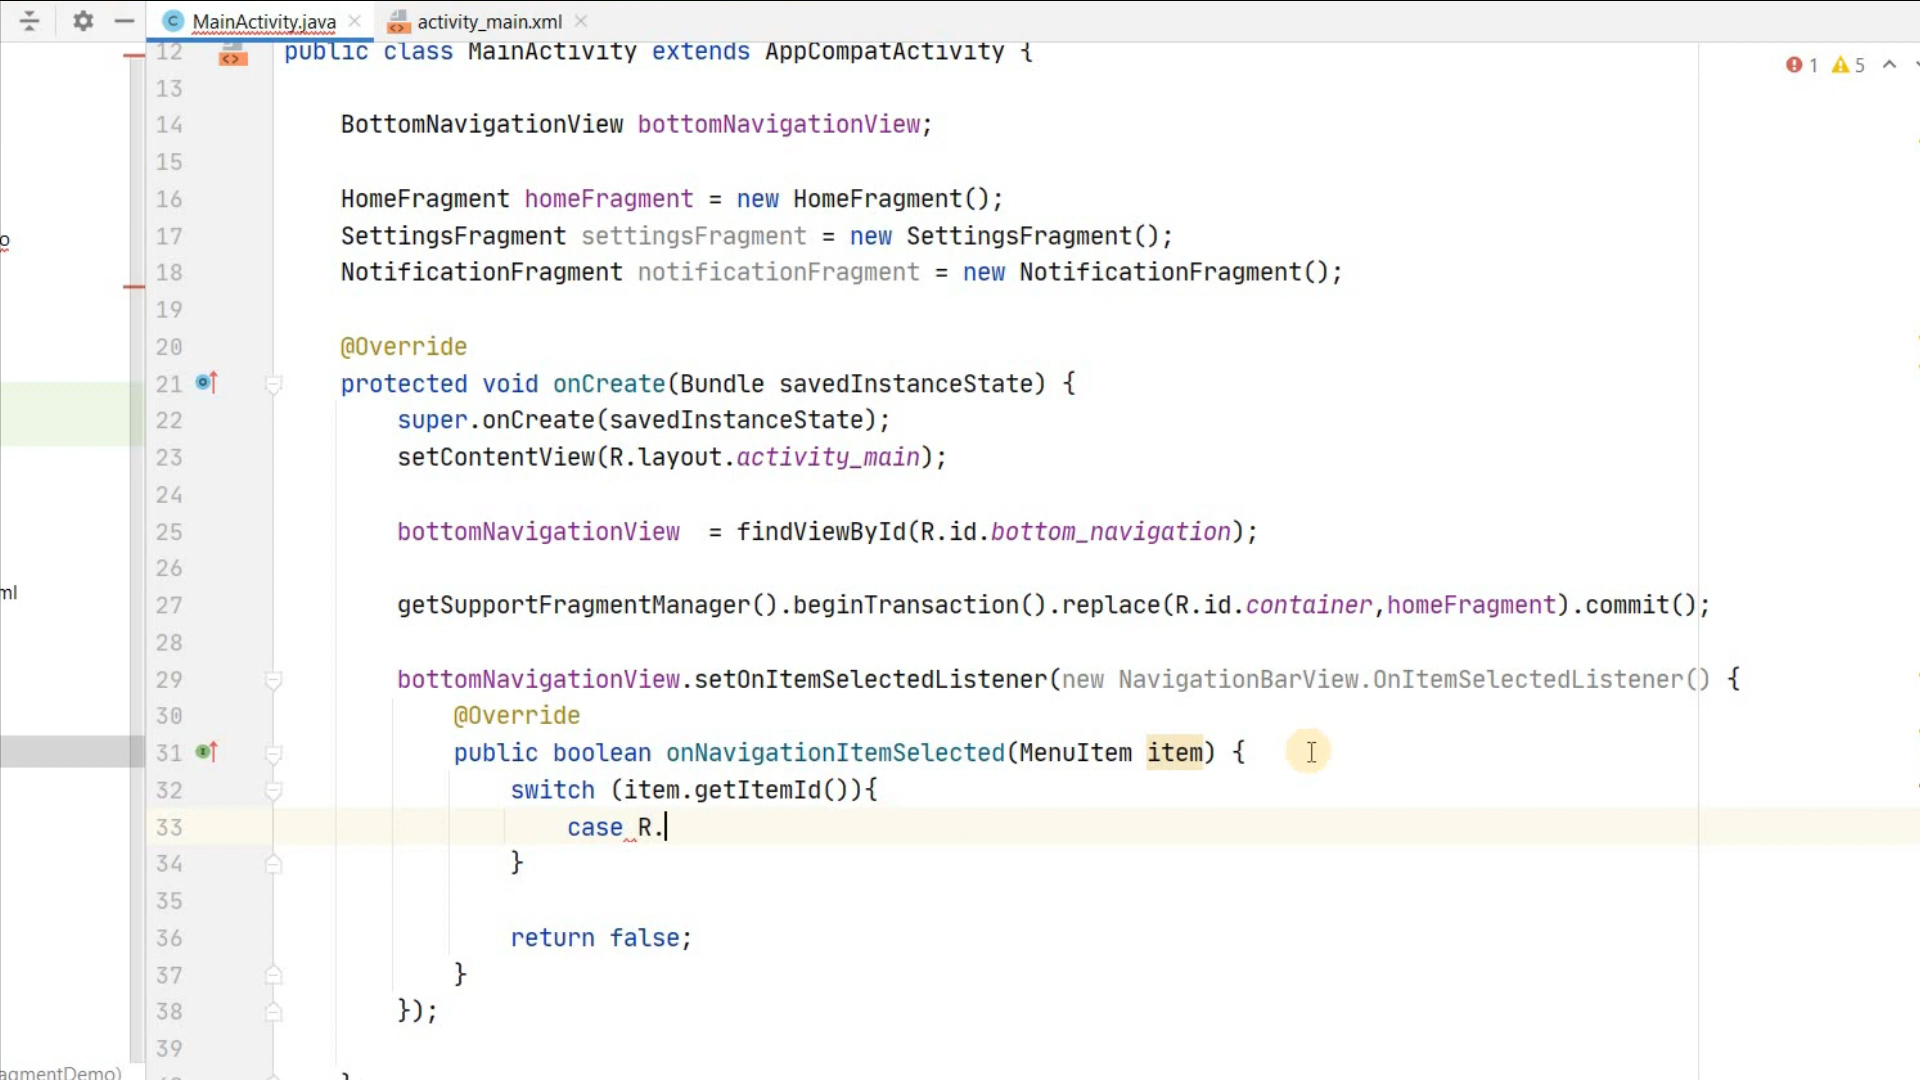 MainActivity.java
activity_main.xml
1 5
12 public class MainActivity extends AppCompatActivity {
13
14 BottomNavigationView bottomNavigationView;
15
16 HomeFragment homeFragment = new HomeFragment();
17 SettingsFragment settingsFragment = new SettingsFragment();
18 NotificationFragment notificationFragment = new NotificationFragment();
19
20 @Override
21 protected void onCreate(Bundle savedInstanceState) {
22 super.onCreate(savedInstanceState);
23 setContentView(R.layout.activity_main);
24
25 bottomNavigationView  = findViewById(R.id.bottom_navigation);
26
27 getSupportFragmentManager().beginTransaction().replace(R.id.container,homeFragment).commit();
28
29 bottomNavigationView.setOnItemSelectedListener(new NavigationBarView.OnItemSelectedListener() {
30 @Override
31 public boolean onNavigationItemSelected(MenuItem item) {
32 switch (item.getItemId()){
33 case R.
34 }
35
36 return false;
37 }
38 });
39
o
ml
agmentDemo)